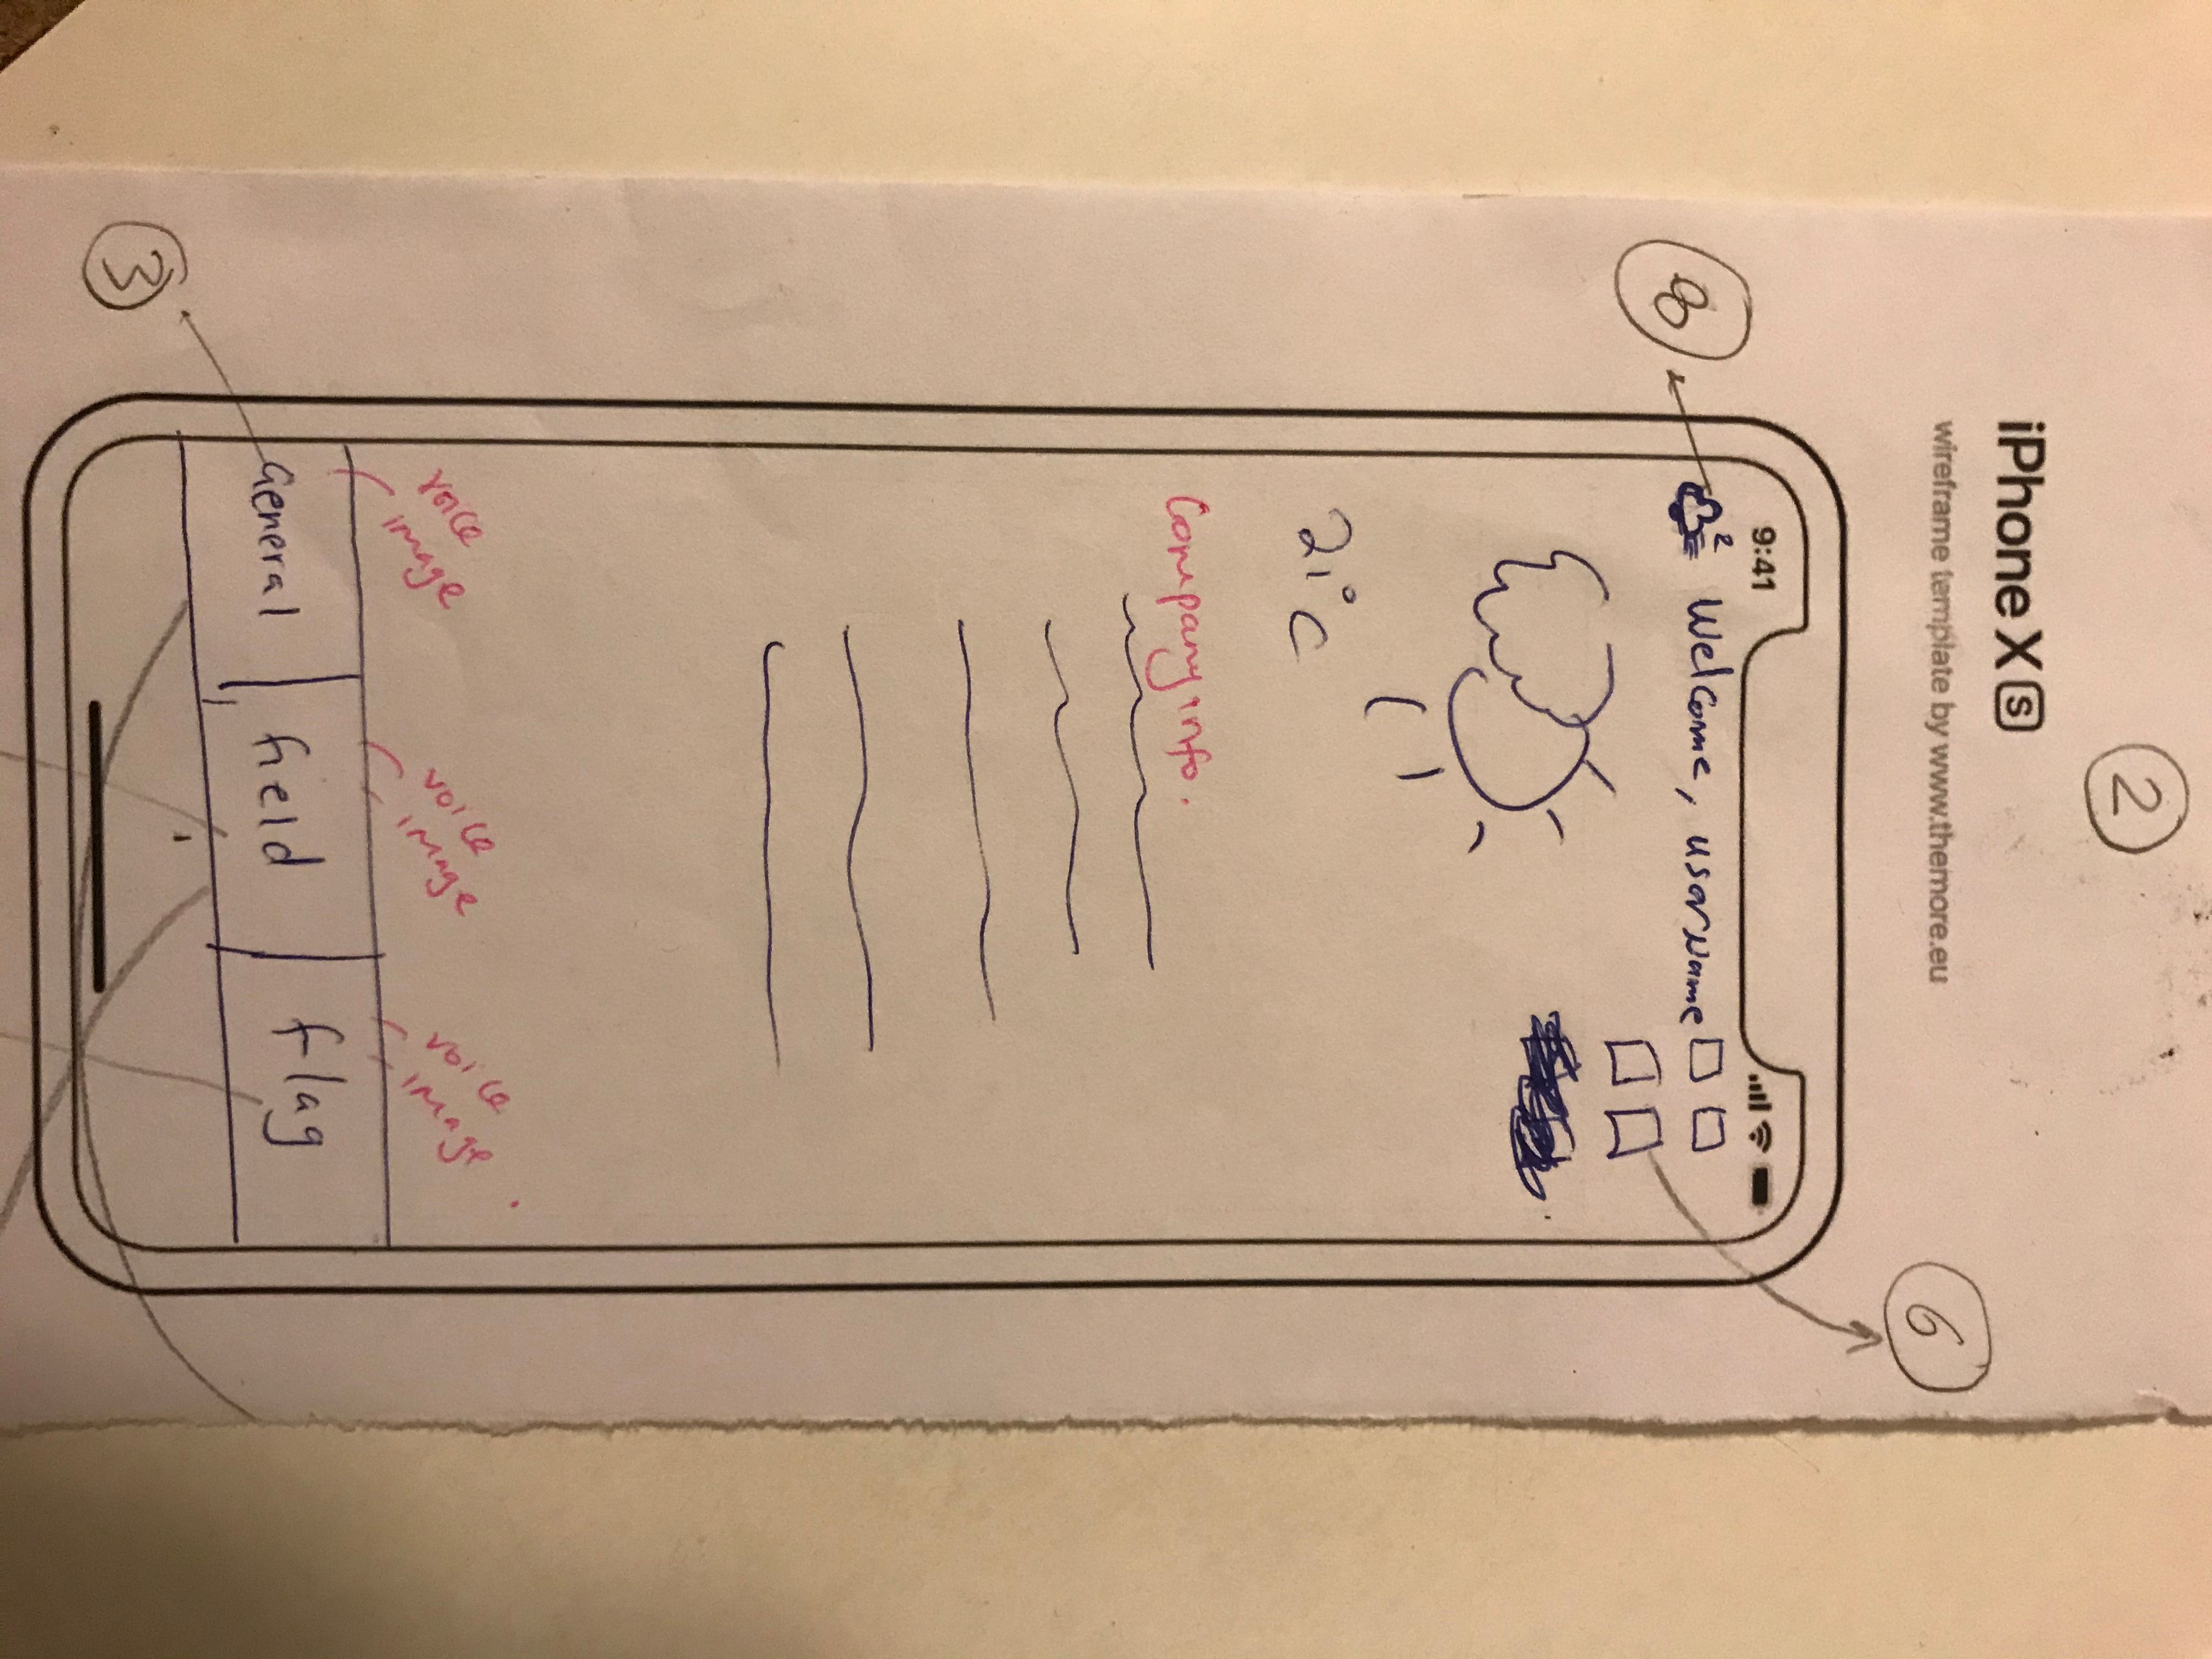 2
iPhone XS
wireframe template by www.themore.eu
6
9:41
8
2
Welcome, userName
21°C
Company info.
voice
image
voice
image
voice
image
General
field
flag
3